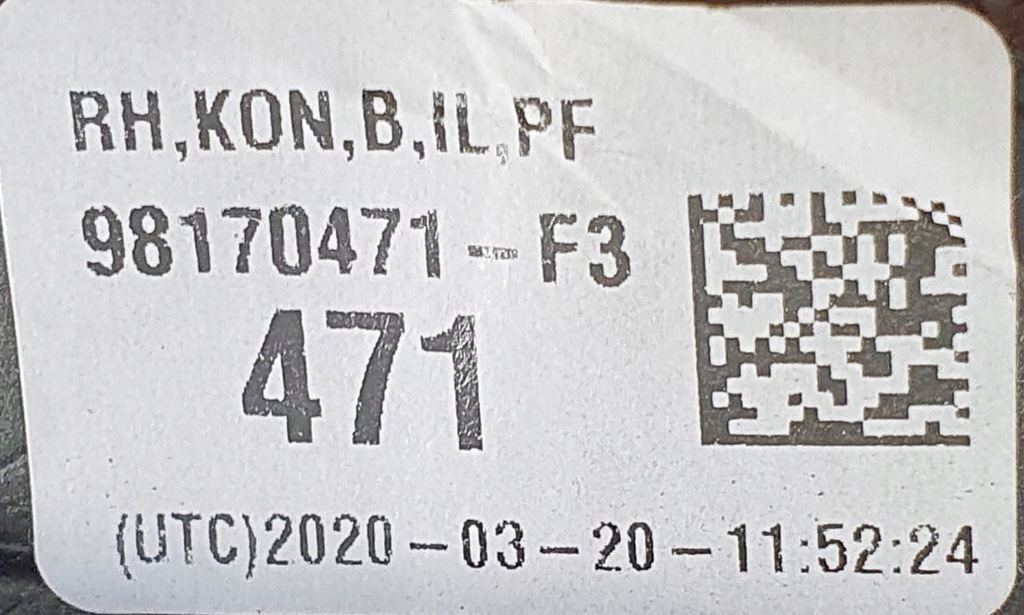 RH,KON,B,IL,PF
98170471 - F3
471
(UTC)2020-03-20-11:52:24